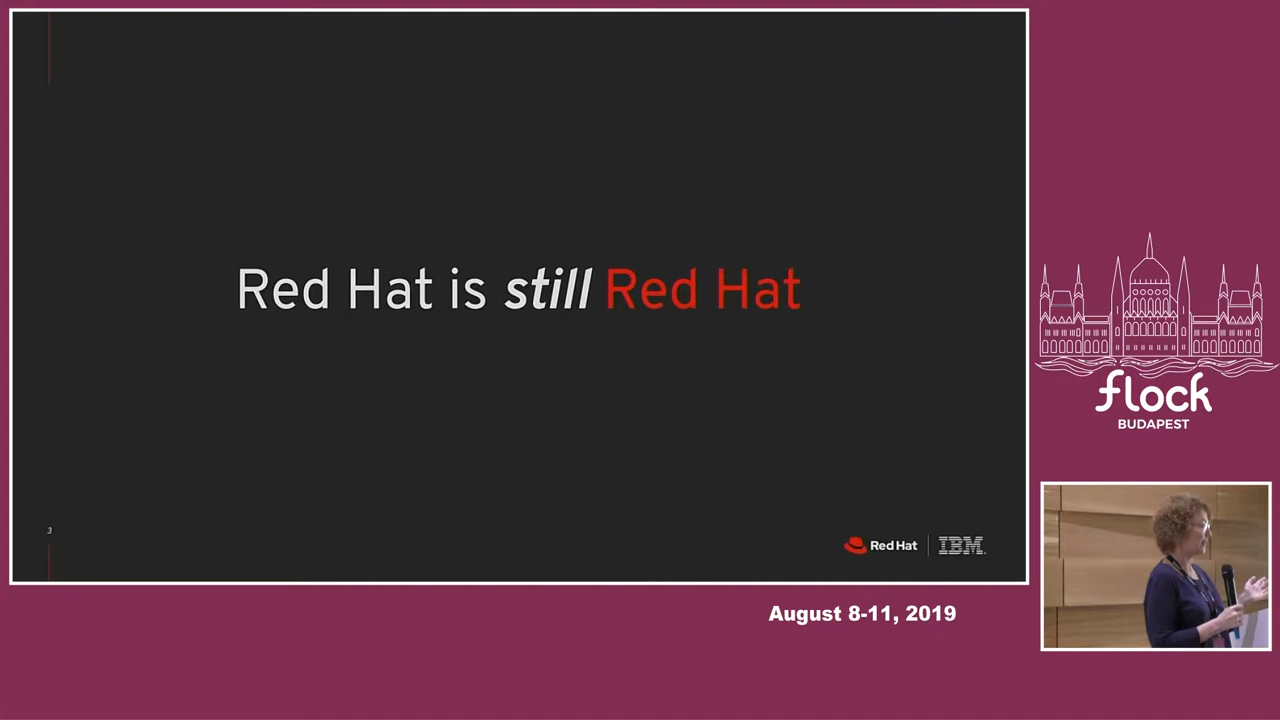 Red Hat is still Red Hat
3
Red Hat | IBM
flock
BUDAPEST
August 8-11, 2019